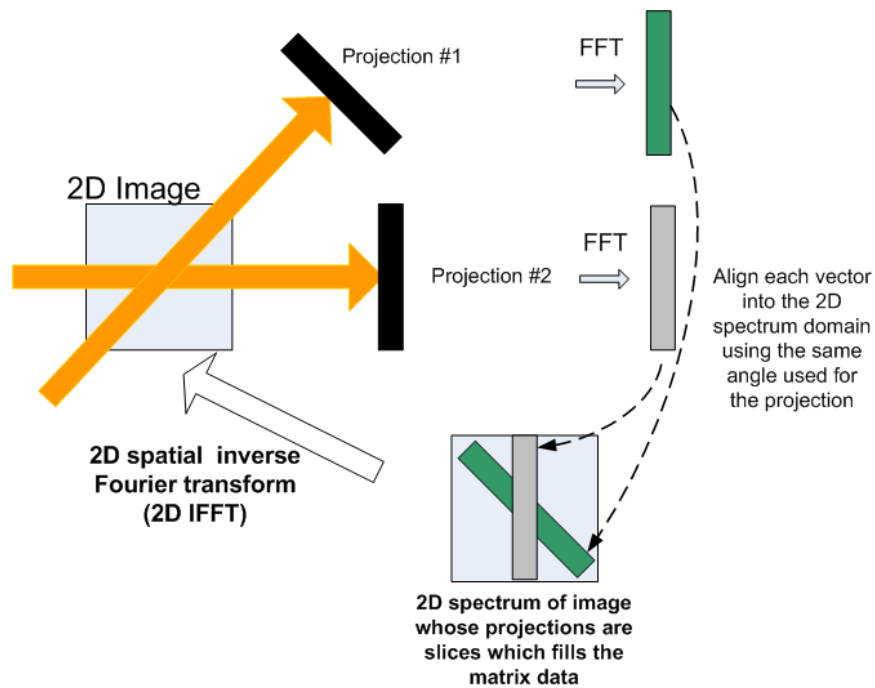 Projection #1
FFT
2D Image
FFT
Projection #2
Align each vector
into the 2D
spectrum domain
using the same
angle used for
the projection
2D spatial inverse
Fourier transform
(2D IFFT)
2D spectrum of image
whose projections are
slices which fills the
matrix data